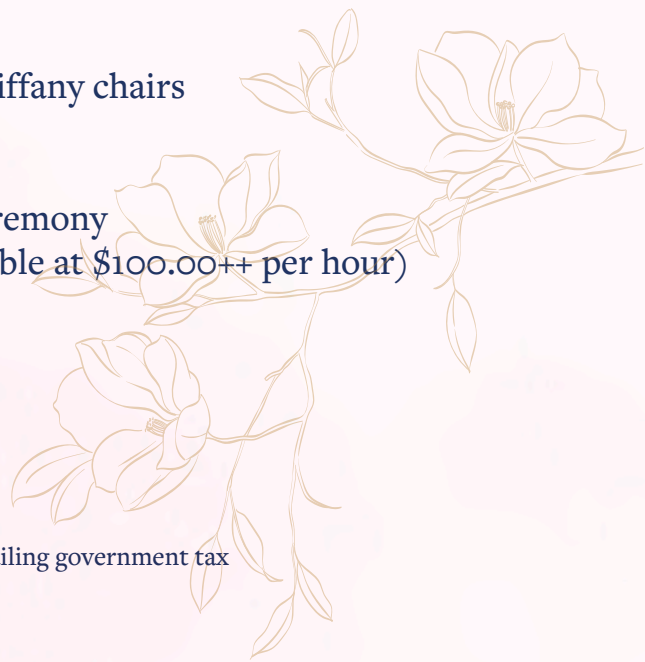 iffany chairs
remony
ble at $100.00++ per hour)
iling government tax